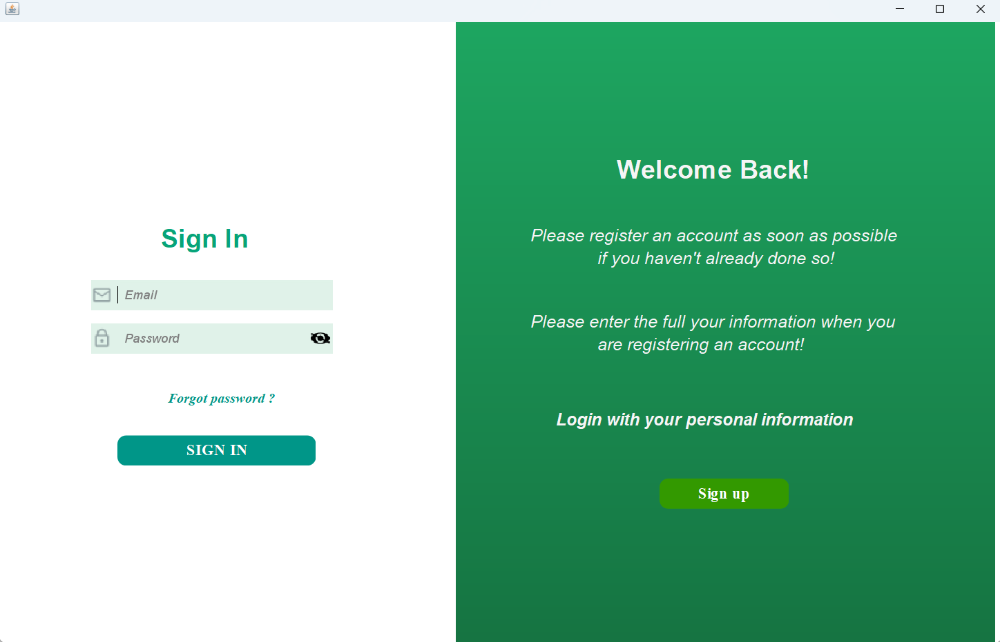 Sign In
Email
Password
Forgot password ?
SIGN IN
Welcome Back!
Please register an account as soon as possible
if you haven't already done so!
Please enter the full your information when you
are registering an account!
Login with your personal information
Sign up